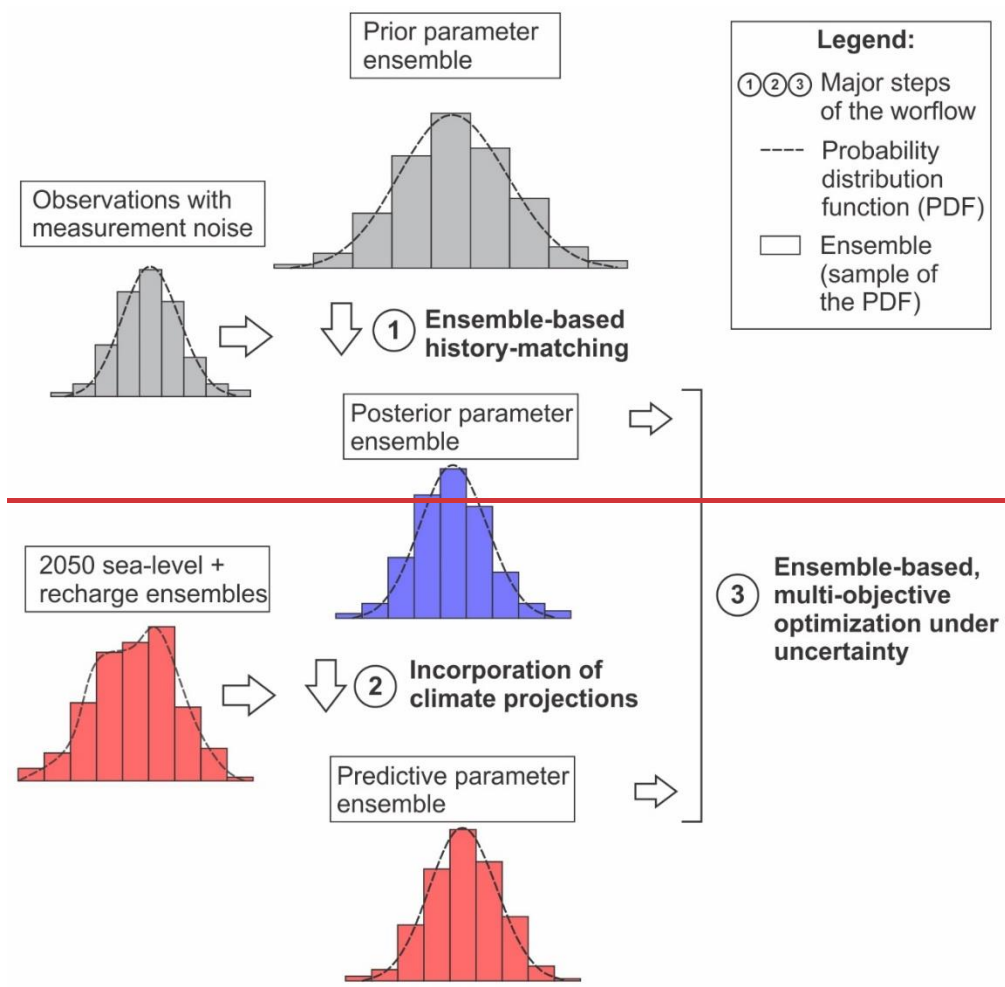 Prior parameter
ensemble
Legend:
①②③ Major steps
of the worflow
Probability
distribution
function (PDF)
Ensemble
(sample of
the PDF)
Observations with
measurement noise
① Ensemble-based
history-matching
Posterior parameter
ensemble
2050 sea-level +
recharge ensembles
② Incorporation of
climate projections
③ Ensemble-based,
multi-objective
optimization under
uncertainty
Predictive parameter
ensemble